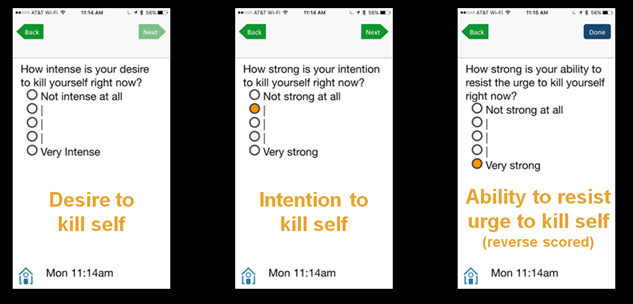 AT&T Wi-Fi 11:14 AM 56%
Back Next
How intense is your desire
to kill yourself right now?
Not intense at all
|
|
|
Very Intense
Desire to
kill self
Mon 11:14am
AT&T Wi-Fi 11:14 AM 56%
Back Next
How strong is your intention
to kill yourself right now?
Not strong at all
|
|
|
Very strong
Intention to
kill self
Mon 11:14am
AT&T Wi-Fi 11:15 AM 56%
Back Done
How strong is your ability to
resist the urge to kill yourself
right now?
Not strong at all
|
|
|
Very strong
Ability to resist
urge to kill self
(reverse scored)
Mon 11:14am